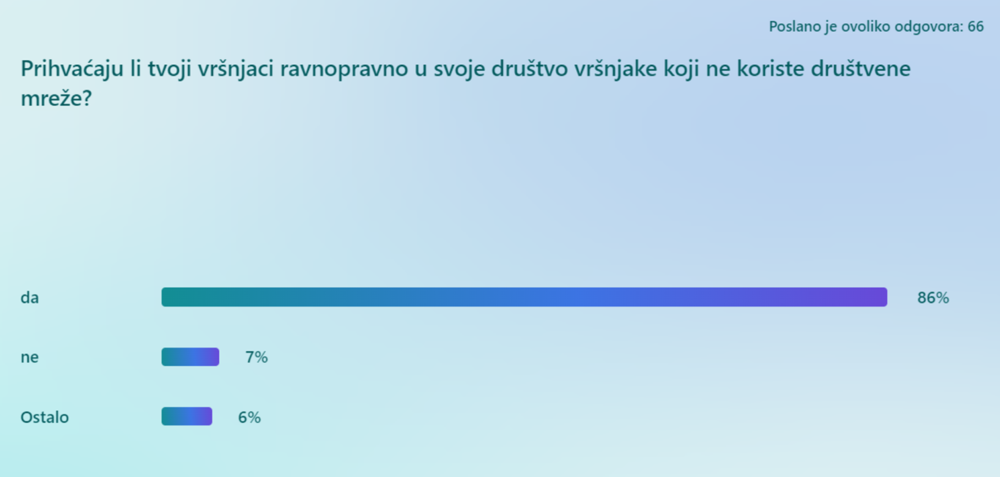 Poslano je ovoliko odgovora: 66
Prihvaćaju li tvoji vršnjaci ravnopravno u svoje društvo vršnjake koji ne koriste društvene
mreže?
da 86%
ne 7%
Ostalo 6%